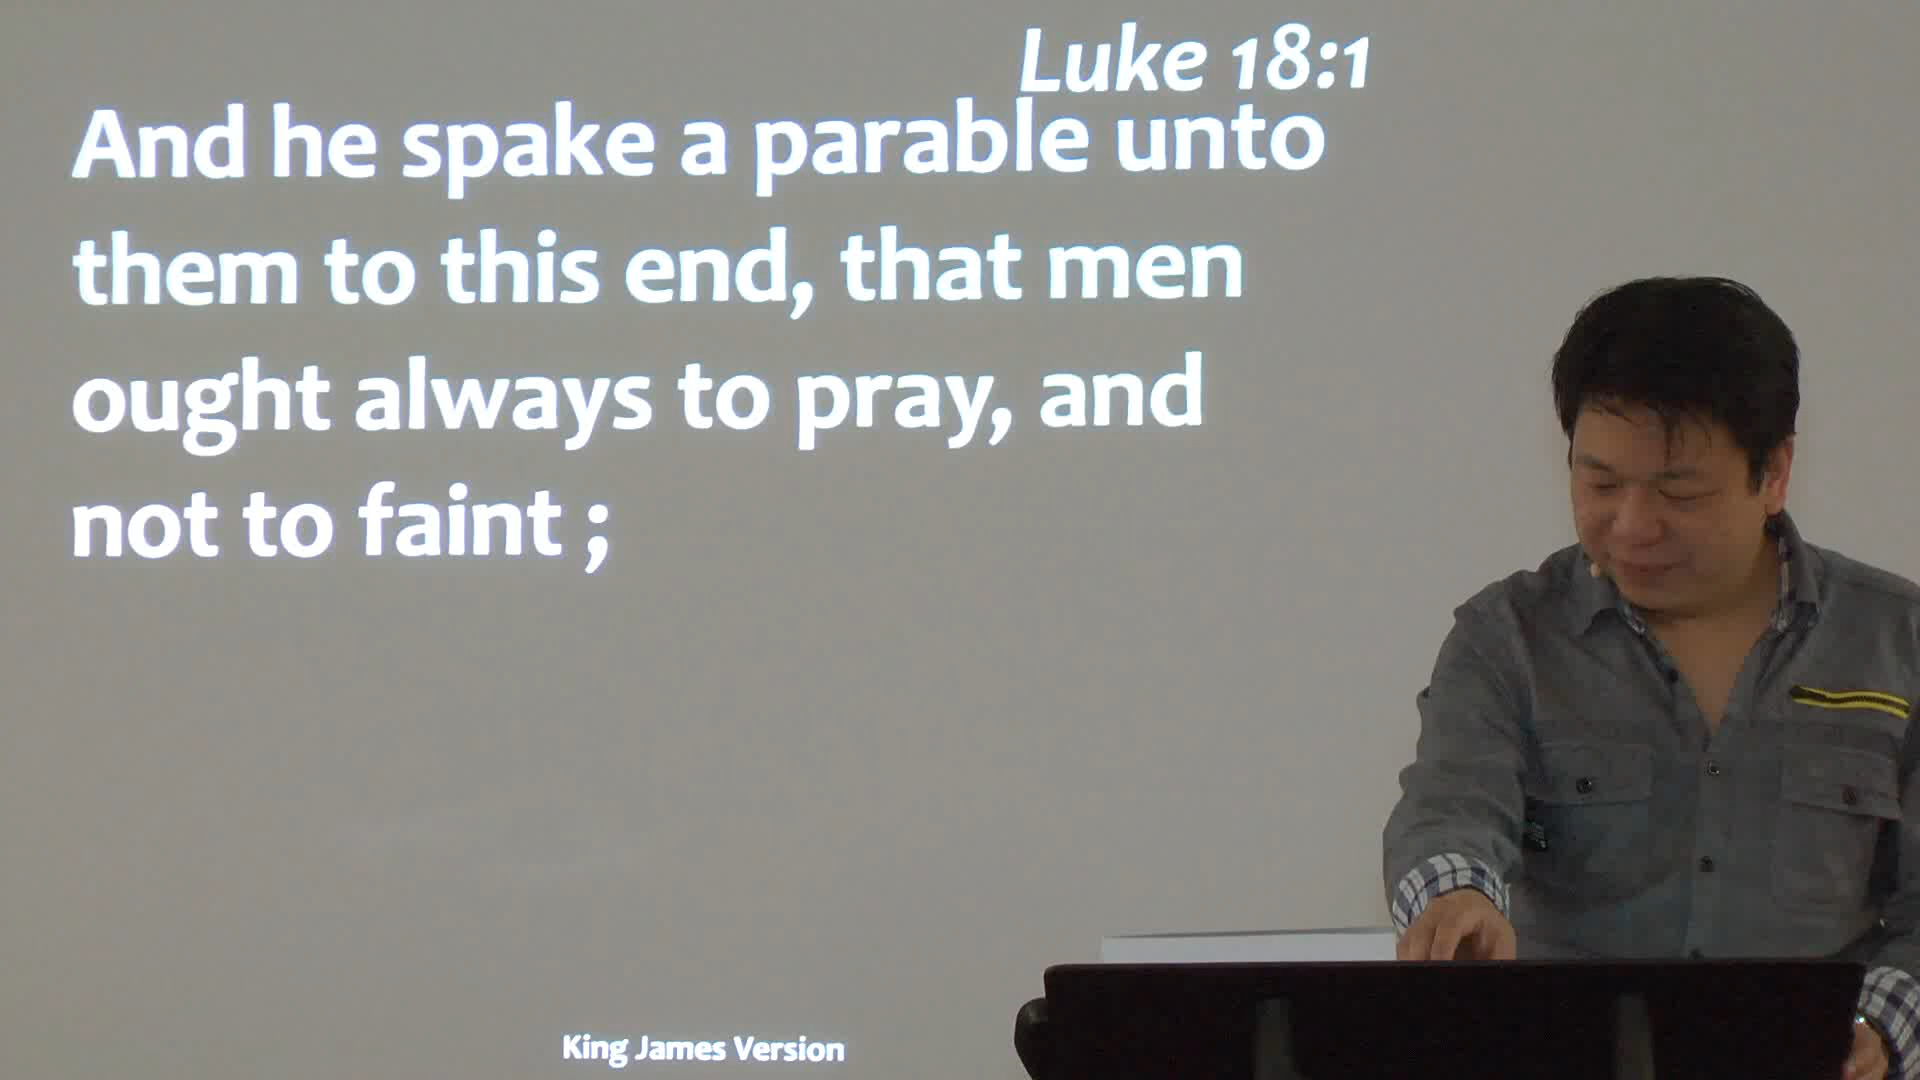 Luke 18:1
And he spake a parable unto
them to this end, that men
ought always to pray, and
not to faint ;
King James Version